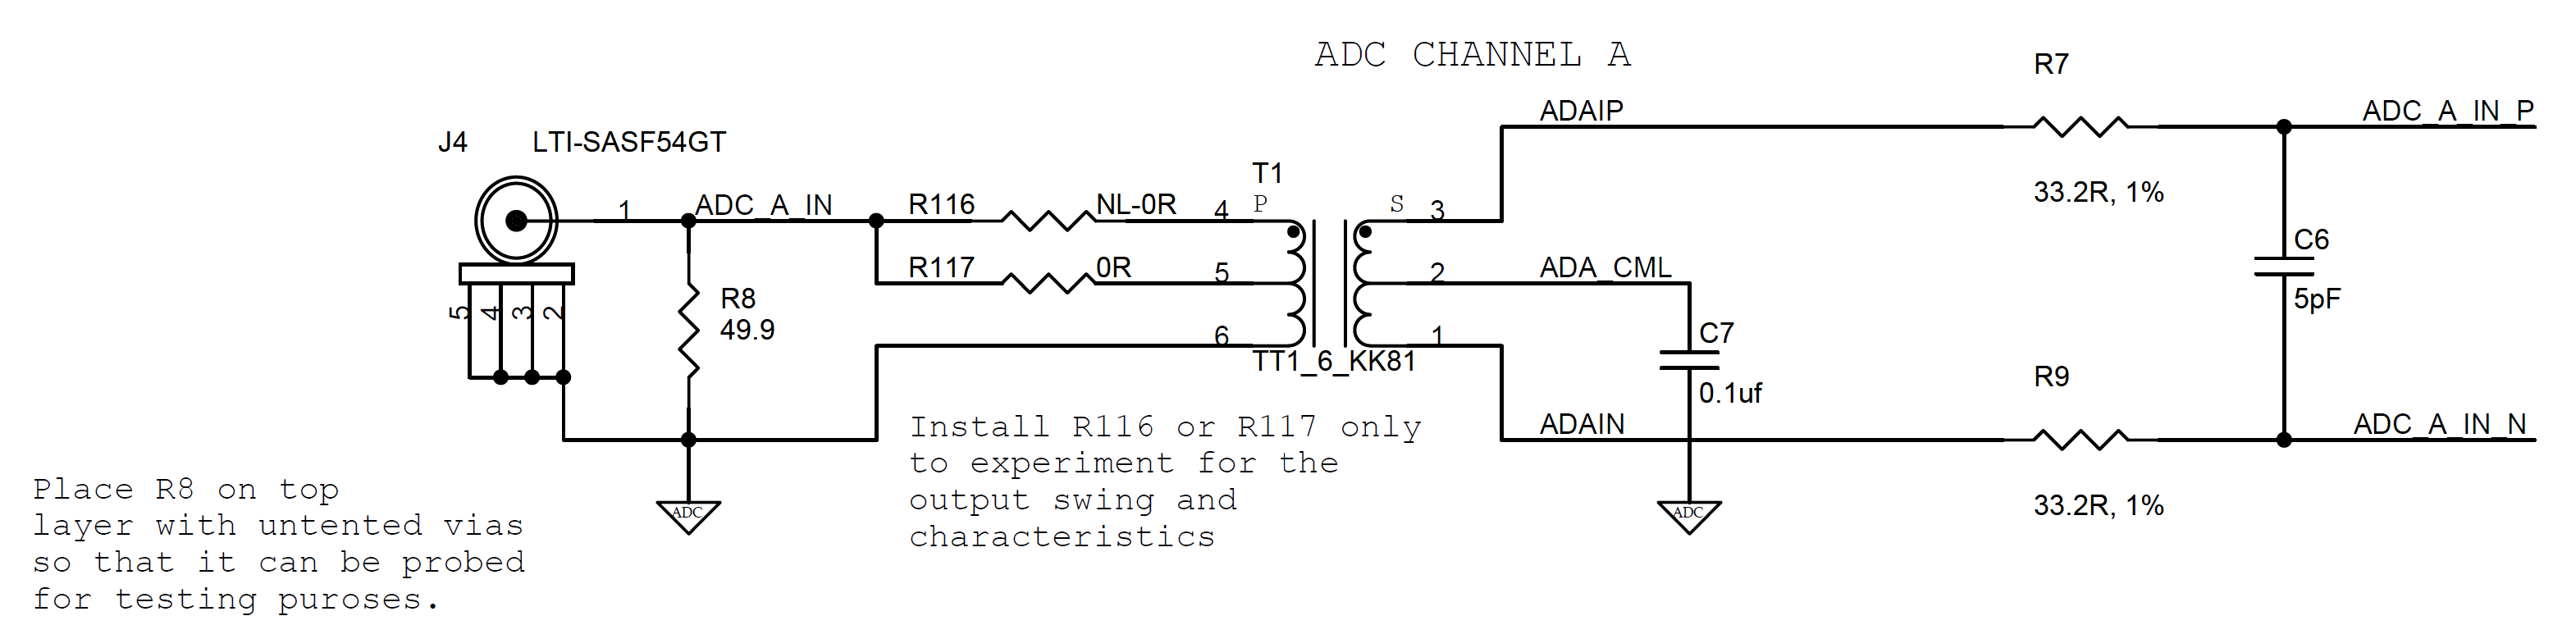 ADC CHANNEL A
R7
ADAIP
ADC_A_IN_P
J4
LTI-SASF54GT
T1
33.2R, 1%
1
ADC_A_IN
R116
NL-0R
4
P
S
3
C6
R117
0R
5
2
ADA_CML
5pF
R8
49.9
5
4
3
2
6
1
C7
TT1_6_KK81
0.1uf
R9
Install R116 or R117 only
to experiment for the
output swing and
characteristics
ADAIN
ADC_A_IN_N
33.2R, 1%
Place R8 on top
layer with untented vias
so that it can be probed
for testing puroses.
ADC
ADC